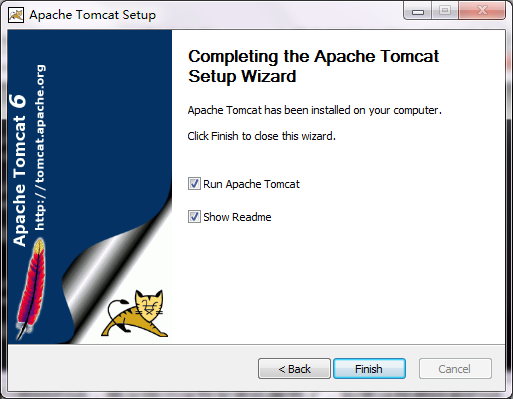 Apache Tomcat Setup
Apache Tomcat 6
http://tomcat.apache.org
Completing the Apache Tomcat
Setup Wizard
Apache Tomcat has been installed on your computer.
Click Finish to close this wizard.
Run Apache Tomcat
Show Readme
< Back
Finish
Cancel